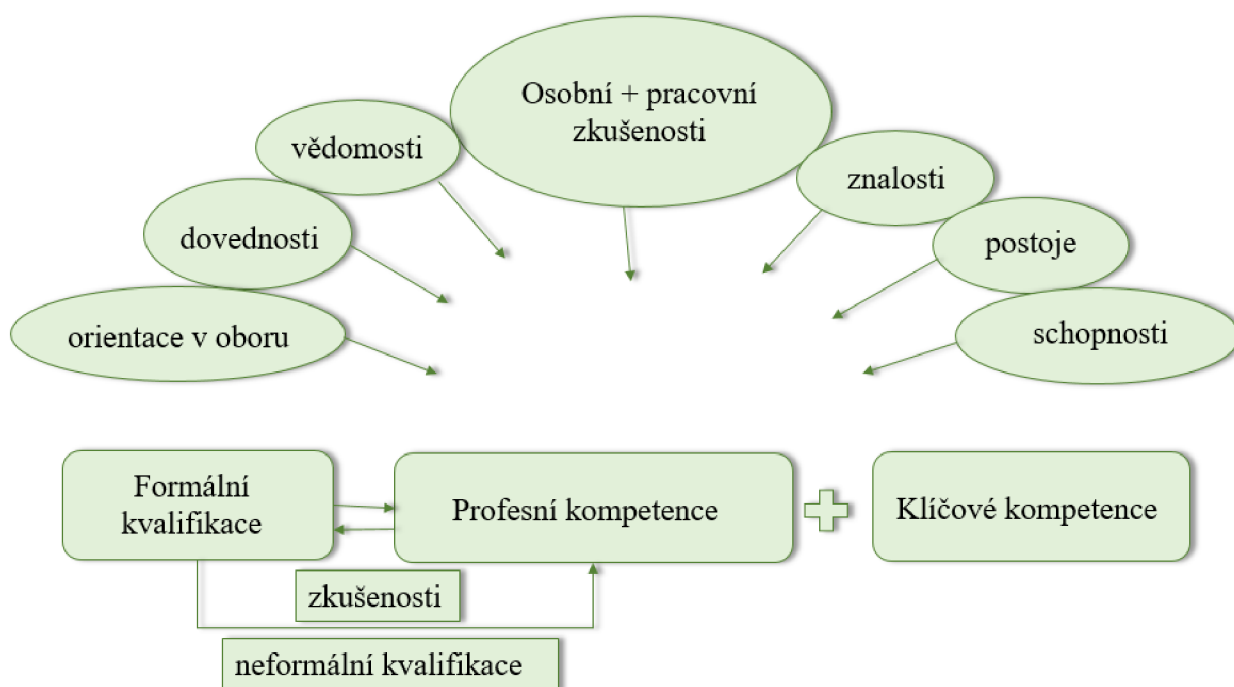 Osobní + pracovní
zkušenosti
vědomosti
znalosti
dovednosti
postoje
orientace v oboru
schopnosti
Formální
kvalifikace
Profesní kompetence
Klíčové kompetence
zkušenosti
neformální kvalifikace